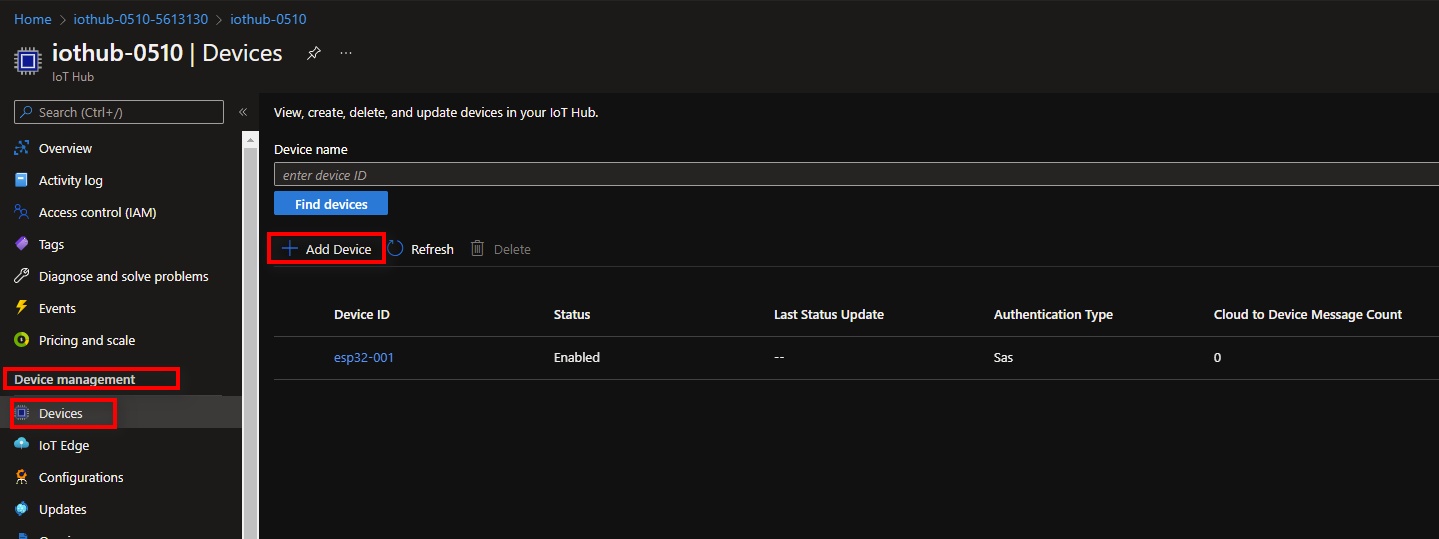 Home > iothub-0510-5613130 > iothub-0510
iothub-0510 | Devices
IoT Hub
Search (Ctrl+/)
Overview
Activity log
Access control (IAM)
Tags
Diagnose and solve problems
Events
Pricing and scale
Device management
Devices
IoT Edge
Configurations
Updates
View, create, delete, and update devices in your IoT Hub.
Device name
enter device ID
Find devices
Add Device Refresh Delete
Device ID Status Last Status Update Authentication Type Cloud to Device Message Count
esp32-001 Enabled -- Sas 0